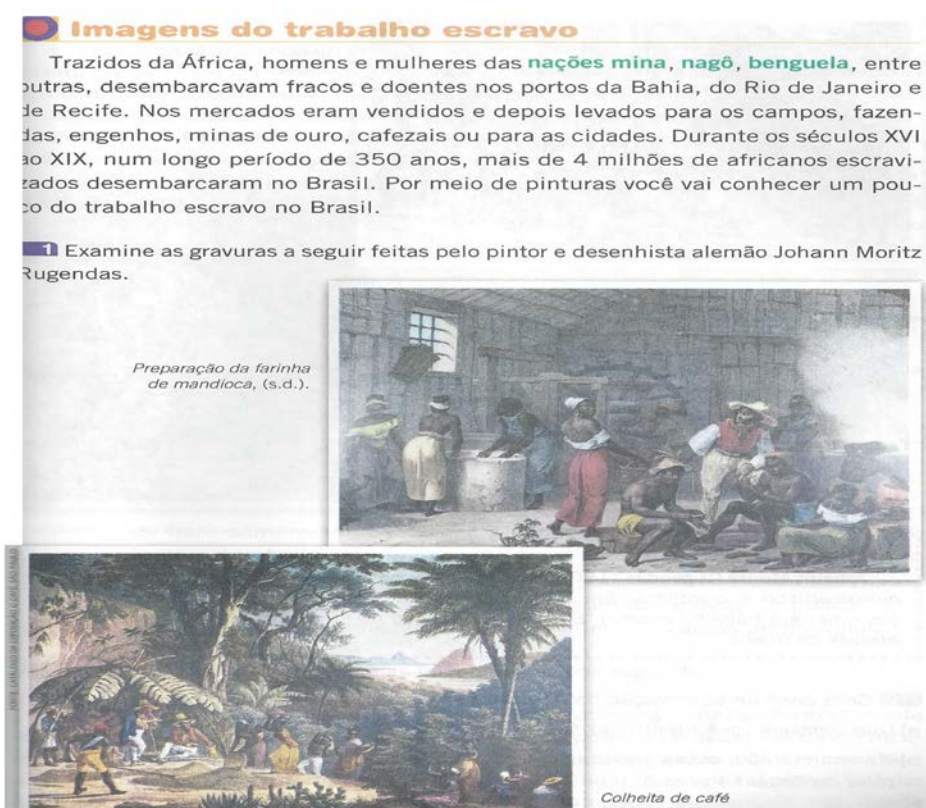 Imagens do trabalho escravo
Trazidos da África, homens e mulheres das nações mina, nagô, benguela, entre
outras, desembarcavam fracos e doentes nos portos da Bahia, do Rio de Janeiro e
de Recife. Nos mercados eram vendidos e depois levados para os campos, fazen-
das, engenhos, minas de ouro, cafezais ou para as cidades. Durante os séculos XVI
ao XIX, num longo período de 350 anos, mais de 4 milhões de africanos escravi-
zados desembarcaram no Brasil. Por meio de pinturas você vai conhecer um pou-
co do trabalho escravo no Brasil.
1 Examine as gravuras a seguir feitas pelo pintor e desenhista alemão Johann Moritz
Rugendas.
Preparação da farinha
de mandioca, (s.d.).
Colheita de café